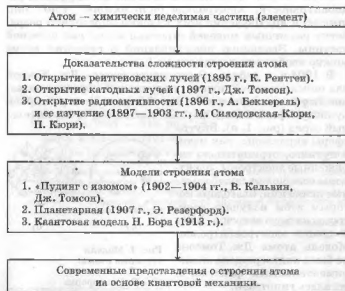 Атом — химически неделимая частица (элемент)
Доказательства сложности строения атома
1. Открытие рентгеновских лучей (1895 г., К. Рентген).
2. Открытие катодных лучей (1897 г., Дж. Томсон).
3. Открытие радиоактивности (1896 г., А. Беккерель)
и ее изучение (1897—1903 гг., М. Склодовская-Кюри,
П. Кюри).
Модели строения атома
1. «Пудинг с изюмом» (1902—1904 гг., В. Кельвин,
Дж. Томсон).
2. Планетарная (1907 г., Э. Резерфорд).
3. Квантовая модель Н. Бора (1913 г.).
Современные представления о строении атома
на основе квантовой механики.